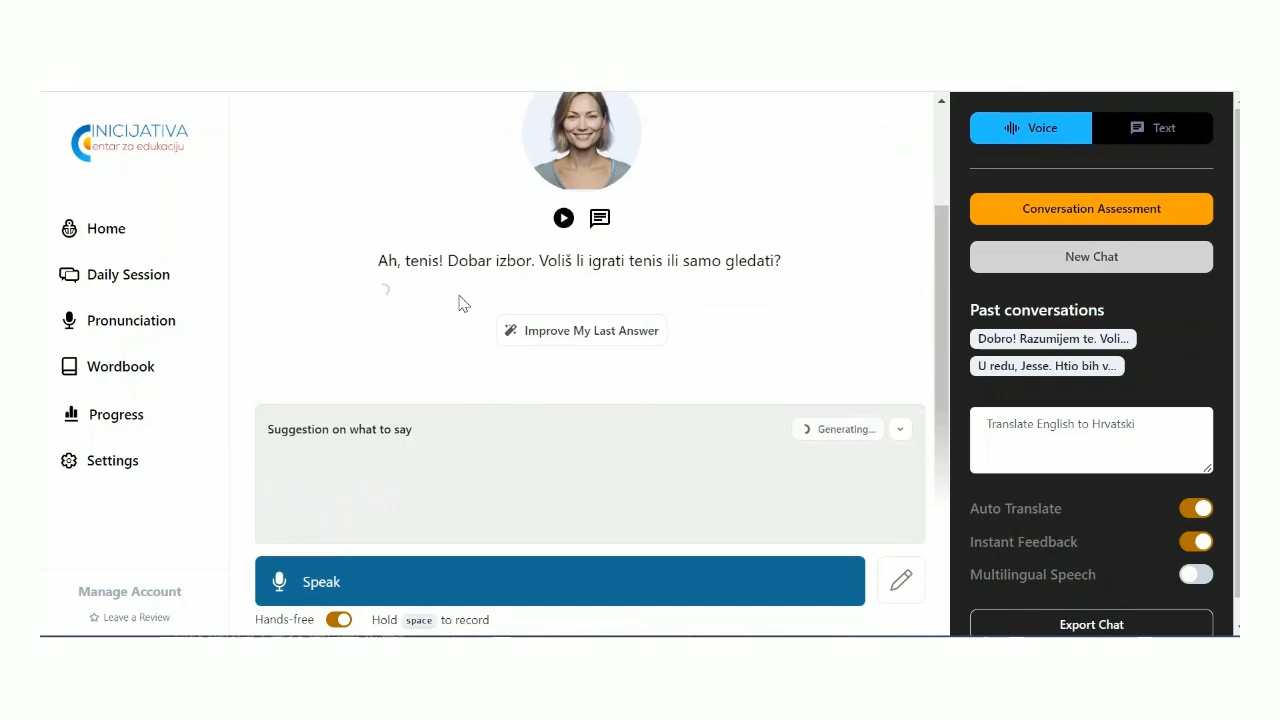 INICIJATIVA
Centar za edukaciju
Home
Daily Session
Pronunciation
Wordbook
Progress
Settings
Manage Account
Leave a Review
Ah, tenis! Dobar izbor. Voliš li igrati tenis ili samo gledati?
Improve My Last Answer
Suggestion on what to say
Generating...
Speak
Hands-free
Hold space to record
Voice
Text
Conversation Assessment
New Chat
Past conversations
Dobro! Razumijem te. Voli...
U redu, Jesse. Htio bih v...
Translate English to Hrvatski
Auto Translate
Instant Feedback
Multilingual Speech
Export Chat